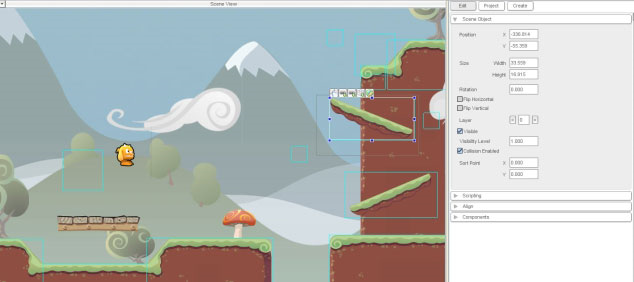 Scene View
Edit Project Create
Scene Object
Position X -336.914
Y -55.359
Size Width 33.559
Height 16.915
Rotation 0.000
Flip Horizontal
Flip Vertical
Layer 0
Visible
Visibility Level 1.000
Collision Enabled
Sort Point X 0.000
Y 0.000
Scripting
Align
Components